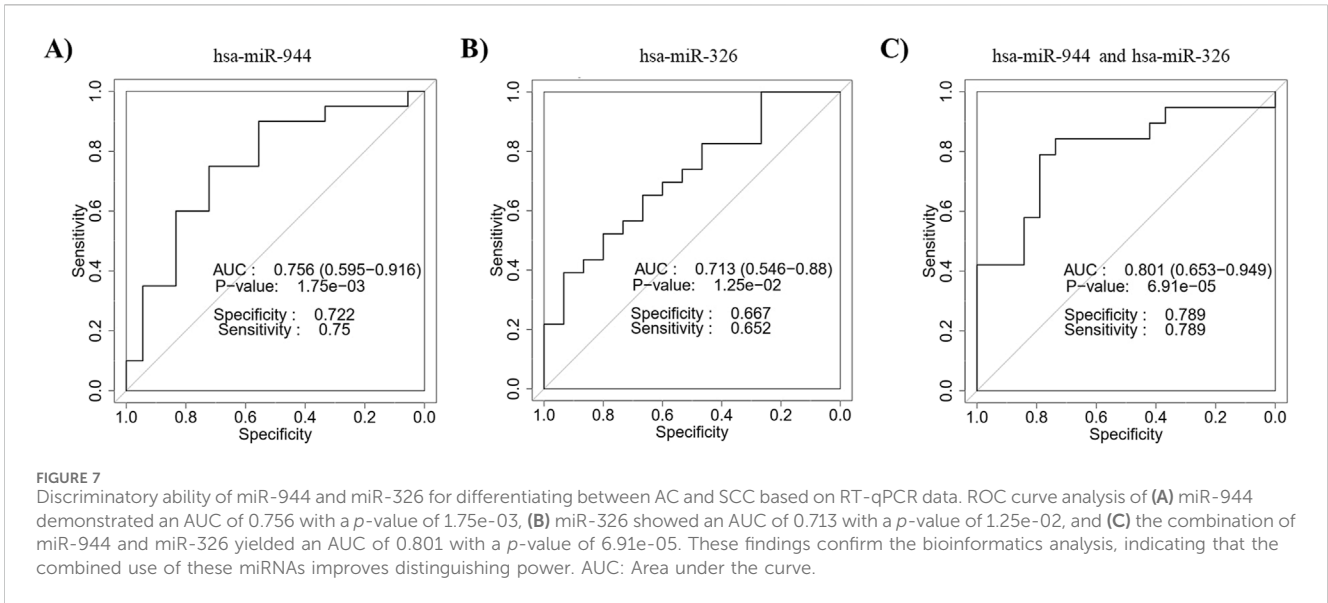 A)
hsa-miR-944
B)
hsa-miR-326
C)
hsa-miR-944 and hsa-miR-326
Sensitivity
1.0
0.8
0.6
0.4
0.2
0.0
AUC : 0.756 (0.595−0.916)
P−value: 1.75e−03
Specificity : 0.722
Sensitivity : 0.75
1.0 0.8 0.6 0.4 0.2 0.0
Specificity
Sensitivity
1.0
0.8
0.6
0.4
0.2
0.0
AUC : 0.713 (0.546−0.88)
P−value: 1.25e−02
Specificity : 0.667
Sensitivity : 0.652
1.0 0.8 0.6 0.4 0.2 0.0
Specificity
Sensitivity
1.0
0.8
0.6
0.4
0.2
0.0
AUC : 0.801 (0.653−0.949)
P−value: 6.91e−05
Specificity : 0.789
Sensitivity : 0.789
1.0 0.8 0.6 0.4 0.2 0.0
Specificity
FIGURE 7
Discriminatory ability of miR-944 and miR-326 for differentiating between AC and SCC based on RT-qPCR data. ROC curve analysis of (A) miR-944
demonstrated an AUC of 0.756 with a p-value of 1.75e-03, (B) miR-326 showed an AUC of 0.713 with a p-value of 1.25e-02, and (C) the combination of
miR-944 and miR-326 yielded an AUC of 0.801 with a p-value of 6.91e-05. These findings confirm the bioinformatics analysis, indicating that the
combined use of these miRNAs improves distinguishing power. AUC: Area under the curve.